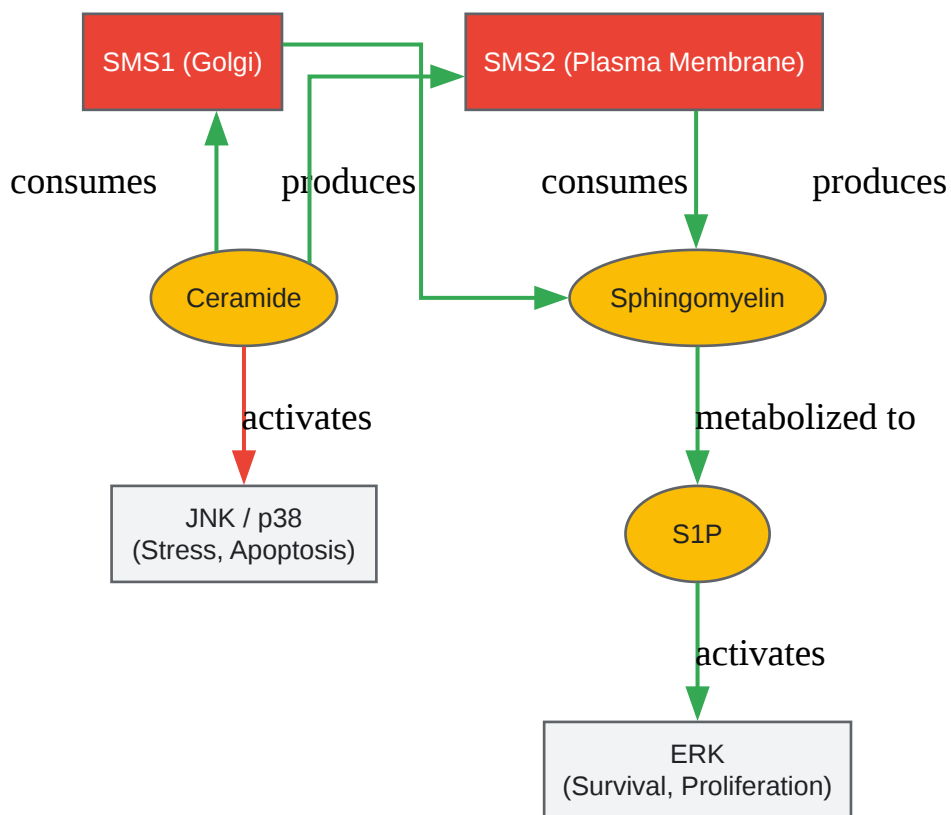 SMS1 (Golgi)
SMS2 (Plasma Membrane)
consumes
produces
consumes
produces
Ceramide
Sphingomyelin
activates
metabolized to
JNK / p38
(Stress, Apoptosis)
S1P
activates
ERK
(Survival, Proliferation)